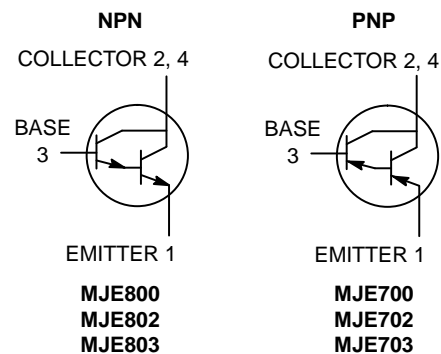 NPN
COLLECTOR 2, 4
BASE
3
EMITTER 1
MJE800
MJE802
MJE803
PNP
COLLECTOR 2, 4
BASE
3
EMITTER 1
MJE700
MJE702
MJE703